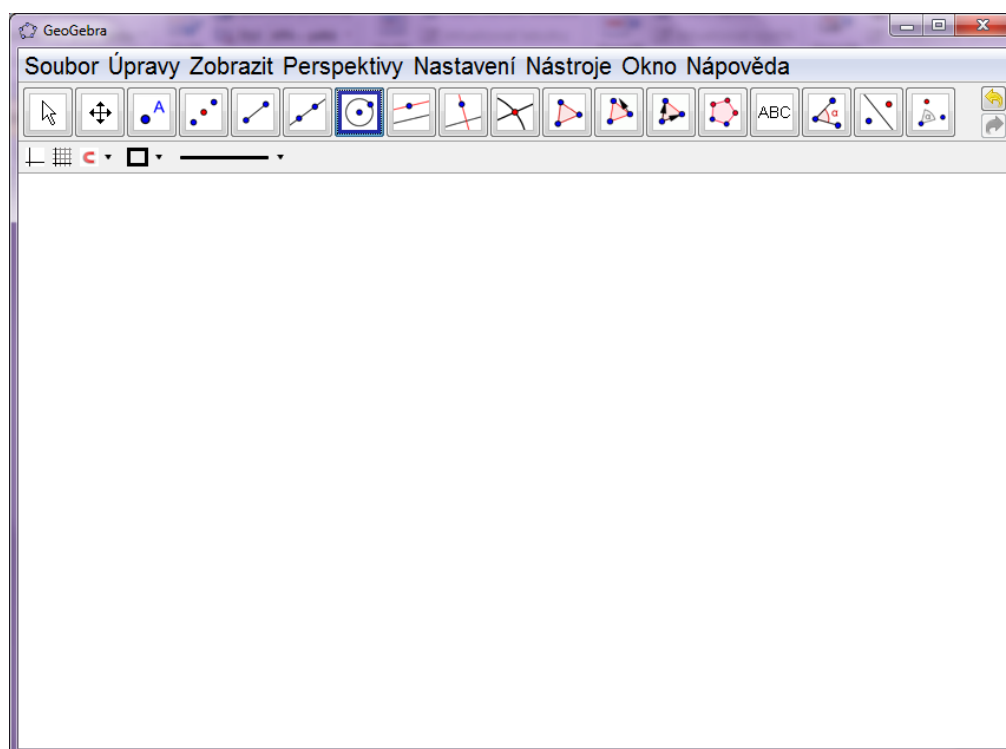 GeoGebra
Soubor Úpravy Zobrazit Perspektivy Nastavení Nástroje Okno Nápověda
A ABC α α